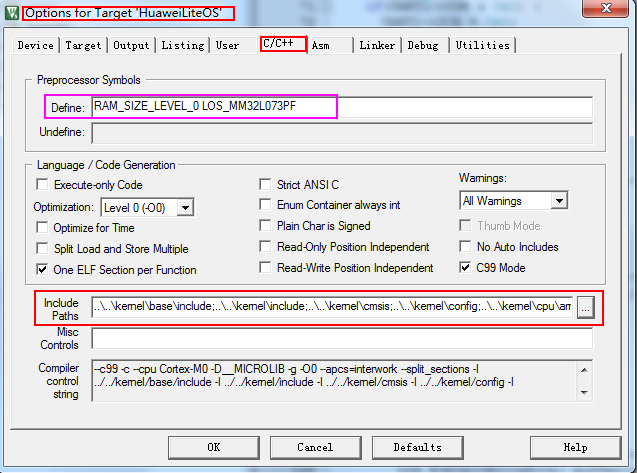 Options for Target 'HuaweiLiteOS'
Device Target Output Listing User C/C++ Asm Linker Debug Utilities
Preprocessor Symbols
Define: RAM_SIZE_LEVEL_0 LOS_MM32L073PF
Undefine:
Language / Code Generation
Execute-only Code
Optimization: Level 0 (-O0)
Optimize for Time
Split Load and Store Multiple
One ELF Section per Function
Strict ANSI C
Enum Container always int
Plain Char is Signed
Read-Only Position Independent
Read-Write Position Independent
Warnings:
All Warnings
Thumb Mode
No Auto Includes
C99 Mode
Include Paths ..\..\kernel\base\include;..\..\kernel\include;..\..\kernel\cmsis;..\..\kernel\config;..\..\kernel\cpu\arm ...
Misc Controls
Compiler control string
--c99 -c --cpu Cortex-M0 -D__MICROLIB -g -O0 --apcs=interwork --split_sections -I
../../kernel/base/include -I ../../kernel/include -I ../../kernel/cmsis -I ../../kernel/config -I
OK Cancel Defaults Help